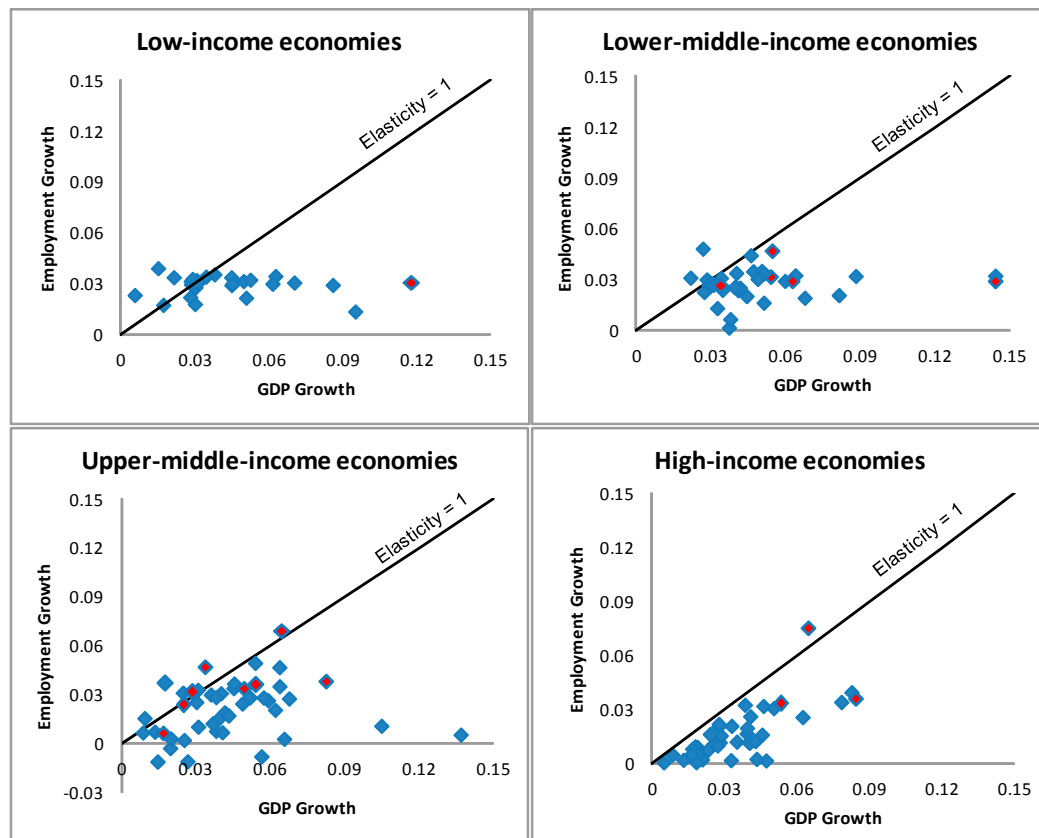 Low-income economies
0.15
0.12
0.09
0.06
0.03
0
Employment Growth
Elasticity = 1
0 0.03 0.06 0.09 0.12 0.15
GDP Growth
Lower-middle-income economies
0.15
0.12
0.09
0.06
0.03
0
Employment Growth
Elasticity = 1
0 0.03 0.06 0.09 0.12 0.15
GDP Growth
Upper-middle-income economies
0.15
0.12
0.09
0.06
0.03
0
-0.03
Employment Growth
Elasticity = 1
0 0.03 0.06 0.09 0.12 0.15
GDP Growth
High-income economies
0.15
0.12
0.09
0.06
0.03
0
Employment Growth
Elasticity = 1
0 0.03 0.06 0.09 0.12 0.15
GDP Growth